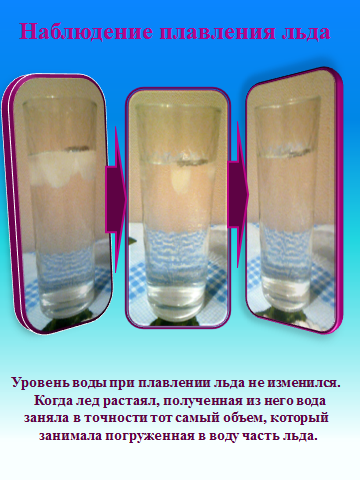 Наблюдение плавления льда
Уровень воды при плавлении льда не изменился.
Когда лед растаял, полученная из него вода
заняла в точности тот самый объем, который
занимала погруженная в воду часть льда.